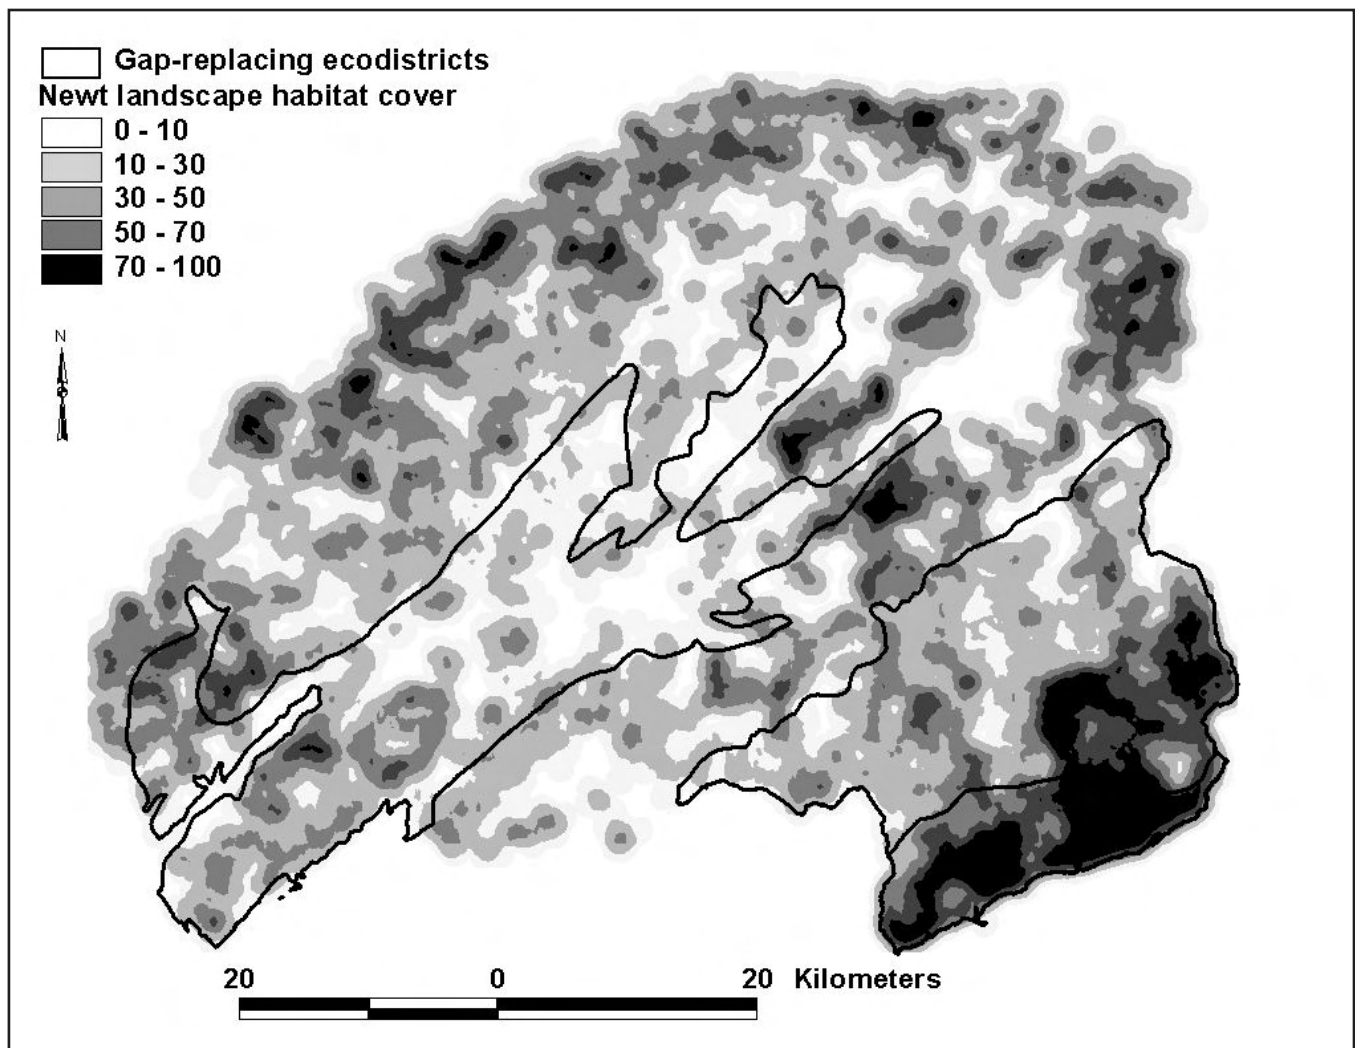 Gap-replacing ecodistricts
Newt landscape habitat cover
0 - 10
10 - 30
30 - 50
50 - 70
70 - 100
N
20 0 20 Kilometers